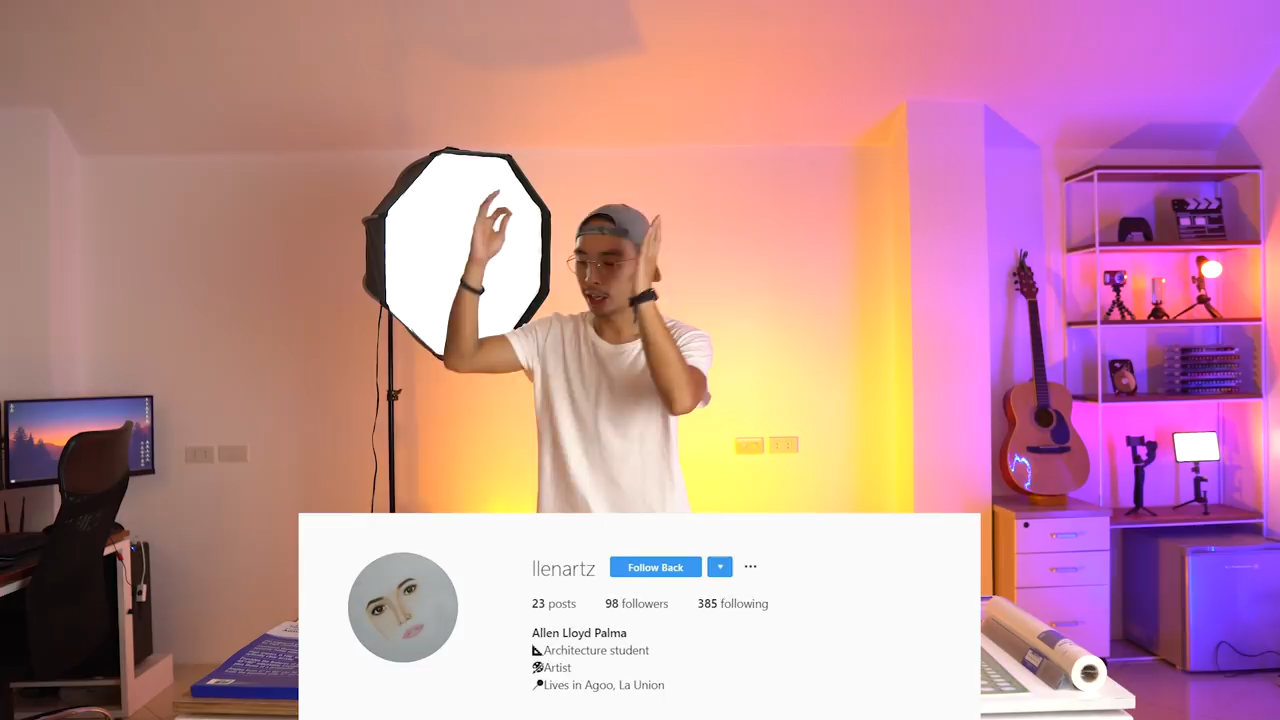 llenartz Follow Back
23 posts 98 followers 385 following
Allen Lloyd Palma
Architecture student
Artist
Lives in Agoo, La Union